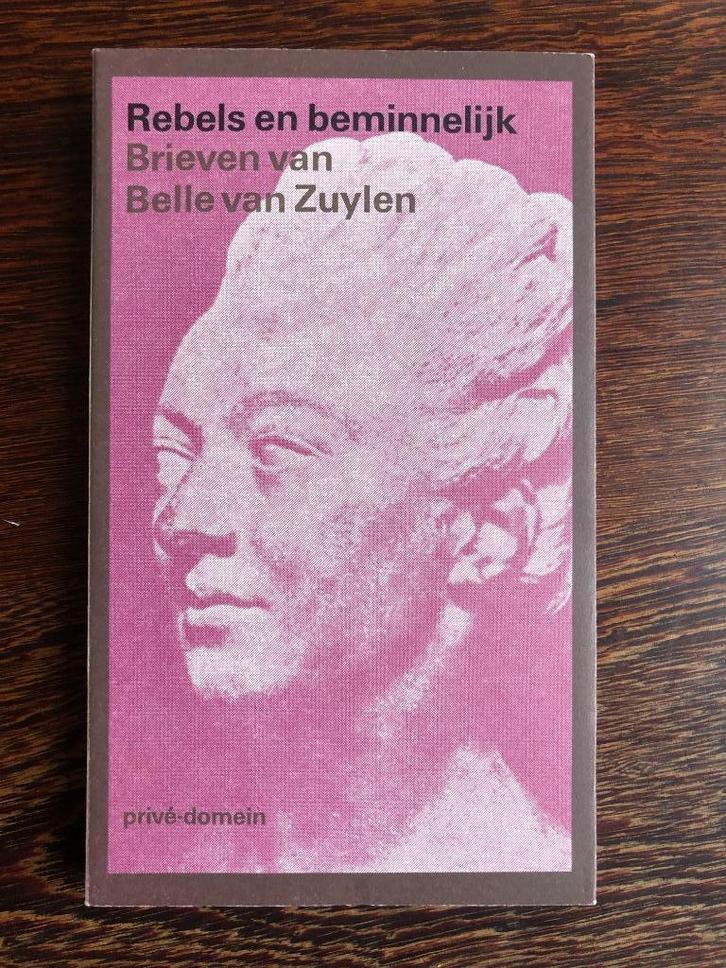 Rebels en beminnelijk
Brieven van
Belle van Zuylen
privé-domein